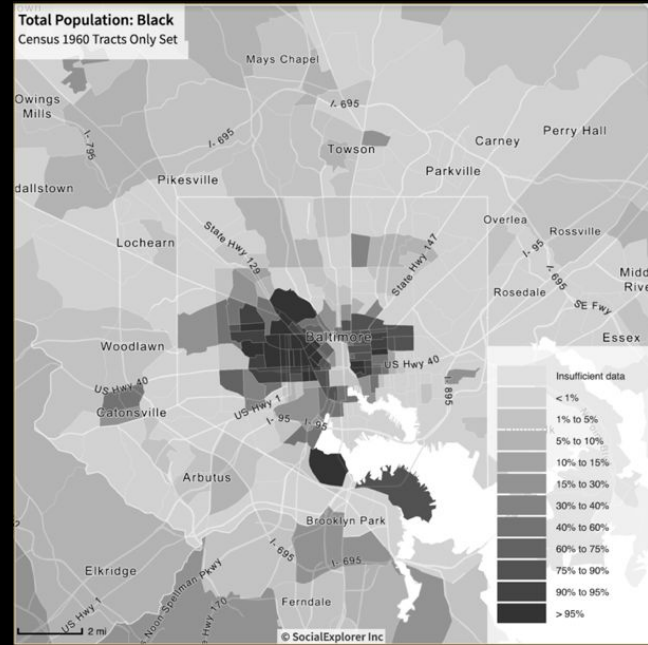 Total Population: Black
Census 1960 Tracts Only Set
Mays Chapel
Owings
Mills
I- 695
I- 695
I- 795
Towson
Carney
Perry Hall
dallstown
Pikesville
Parkville
Overlea
Rossville
State Hwy 129
State Hwy 147
Lochearn
I- 95
I- 695
Midd
Rive
Rosedale
SE Fwy
Essex
Baltimore
Woodlawn
US Hwy 40
US Hwy 40
I- 895
Catonsville
US Hwy 1
I- 95
I- 95
Arbutus
Brooklyn Park
I- 695
I- 695
Elkridge
Noon Spellman Pkwy
e Hwy 170
US Hwy 1
Ferndale
2 mi
© SocialExplorer Inc
Insufficient data
< 1%
1% to 5%
5% to 10%
10% to 15%
15% to 30%
30% to 40%
40% to 60%
60% to 75%
75% to 90%
90% to 95%
> 95%